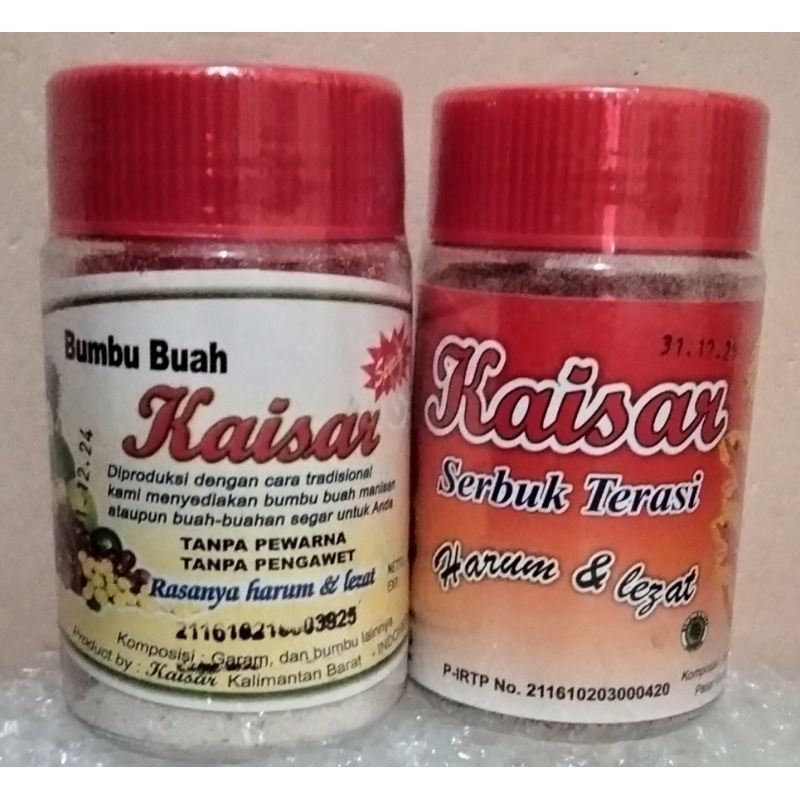 Bumbu Buah
Kaisar
12.24
Diproduksi dengan cara tradisional
kami menyediakan bumbu buah manisan
ataupun buah-buahan segar untuk Anda
TANPA PEWARNA
TANPA PENGAWET
Rasanya harum & lezat
Komposisi : Garam, dan bumbu lainnya
Product by : Kaisar Kalimantan Barat -
31.12.25
Kaisar
Serbuk Terasi
Harum & lezat
P-IRTP No. 211610203000420